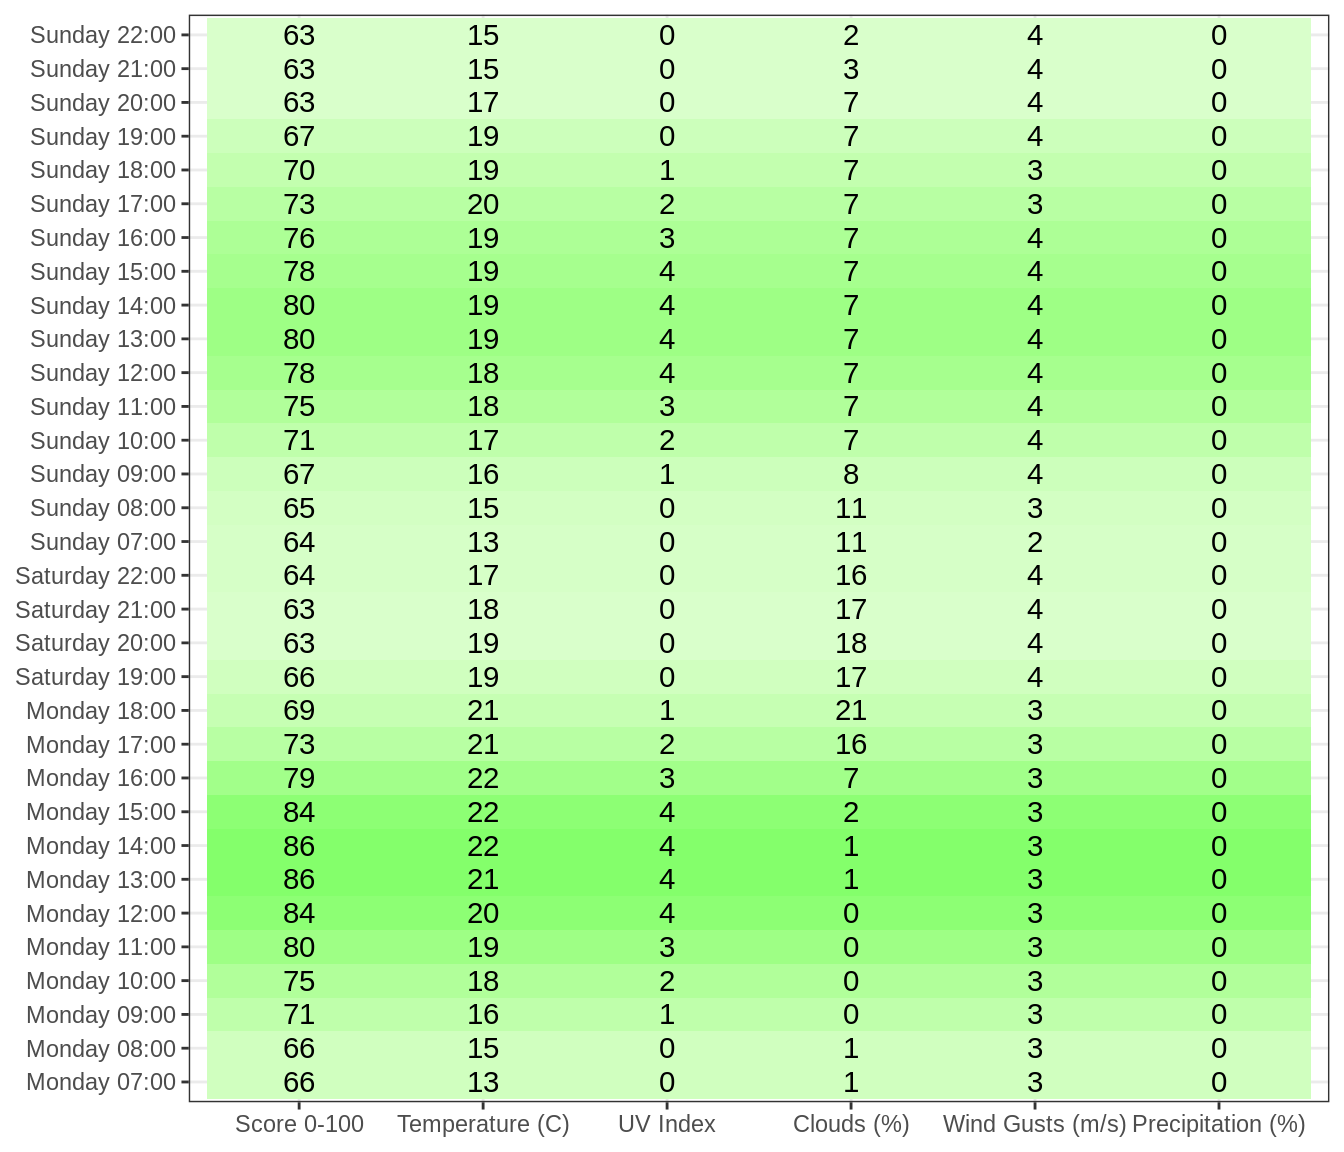 Sunday 22:00 63 15 0 2 4 0
Sunday 21:00 63 15 0 3 4 0
Sunday 20:00 63 17 0 7 4 0
Sunday 19:00 67 19 0 7 4 0
Sunday 18:00 70 19 1 7 3 0
Sunday 17:00 73 20 2 7 3 0
Sunday 16:00 76 19 3 7 4 0
Sunday 15:00 78 19 4 7 4 0
Sunday 14:00 80 19 4 7 4 0
Sunday 13:00 80 19 4 7 4 0
Sunday 12:00 78 18 4 7 4 0
Sunday 11:00 75 18 3 7 4 0
Sunday 10:00 71 17 2 7 4 0
Sunday 09:00 67 16 1 8 4 0
Sunday 08:00 65 15 0 11 3 0
Sunday 07:00 64 13 0 11 2 0
Saturday 22:00 64 17 0 16 4 0
Saturday 21:00 63 18 0 17 4 0
Saturday 20:00 63 19 0 18 4 0
Saturday 19:00 66 19 0 17 4 0
Monday 18:00 69 21 1 21 3 0
Monday 17:00 73 21 2 16 3 0
Monday 16:00 79 22 3 7 3 0
Monday 15:00 84 22 4 2 3 0
Monday 14:00 86 22 4 1 3 0
Monday 13:00 86 21 4 1 3 0
Monday 12:00 84 20 4 0 3 0
Monday 11:00 80 19 3 0 3 0
Monday 10:00 75 18 2 0 3 0
Monday 09:00 71 16 1 0 3 0
Monday 08:00 66 15 0 1 3 0
Monday 07:00 66 13 0 1 3 0
Score 0-100 Temperature (C) UV Index Clouds (%) Wind Gusts (m/s) Precipitation (%)